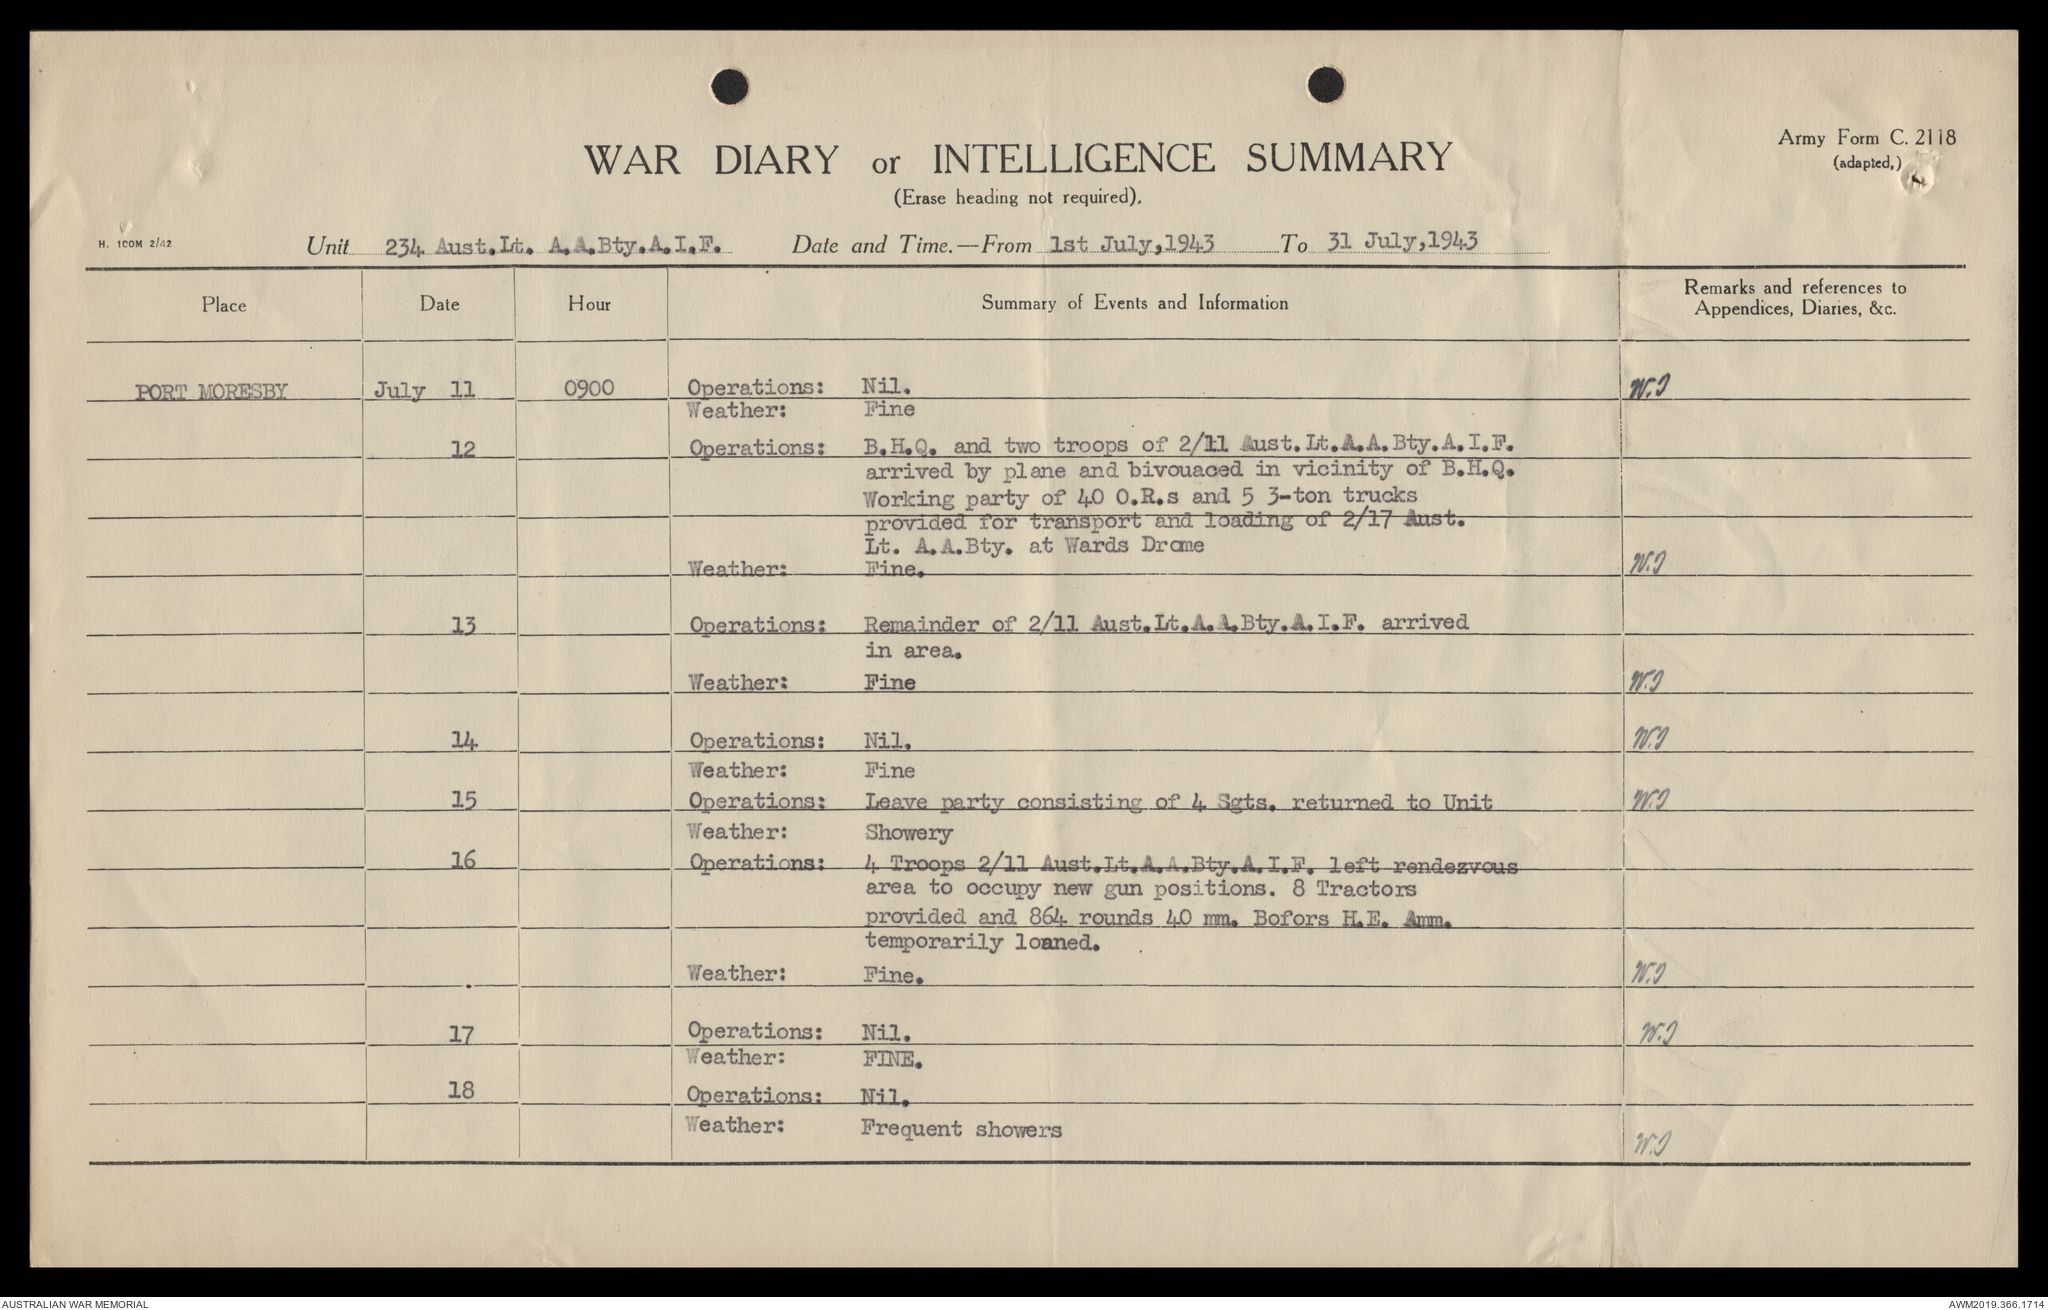 Army Form C. 2118
(adapted.)
WAR DIARY or INTELLIGENCE SUMMARY
(Erase heading not required).
H. 100M 2/42
Unit 234 Aust.Lt. A.A.Bty.A.I.F. Date and Time.—From 1st July,1943 To 31 July,1943
Place Date Hour Summary of Events and Information Remarks and references to
Appendices, Diaries, &c.
PORT MORESBY July 11 0900 Operations: Nil. W.J
Weather: Fine
12 Operations: B.H.Q. and two troops of 2/11 Aust.Lt.A.A.Bty.A.I.F.
arrived by plane and bivouaced in vicinity of B.H.Q.
Working party of 40 O.R.s and 5 3-ton trucks
provided for transport and loading of 2/17 Aust.
Lt. A.A.Bty. at Wards Drome
Weather: Fine. W.J
13 Operations: Remainder of 2/11 Aust.Lt.A.A.Bty.A.I.F. arrived
in area.
Weather: Fine W.J
14 Operations: Nil. W.J
Weather: Fine
15 Operations: Leave party consisting of 4 Sgts. returned to Unit W.J
Weather: Showery
16 Operations: 4 Troops 2/11 Aust.Lt.A.A.Bty.A.I.F. left rendezvous
area to occupy new gun positions. 8 Tractors
provided and 864 rounds 40 mm. Bofors H.E. Amm.
temporarily loaned.
Weather: Fine. W.J
17 Operations: Nil. W.J
Weather: FINE.
18 Operations: Nil.
Weather: Frequent showers W.J
AUSTRALIAN WAR MEMORIAL AWM2019.366.1714